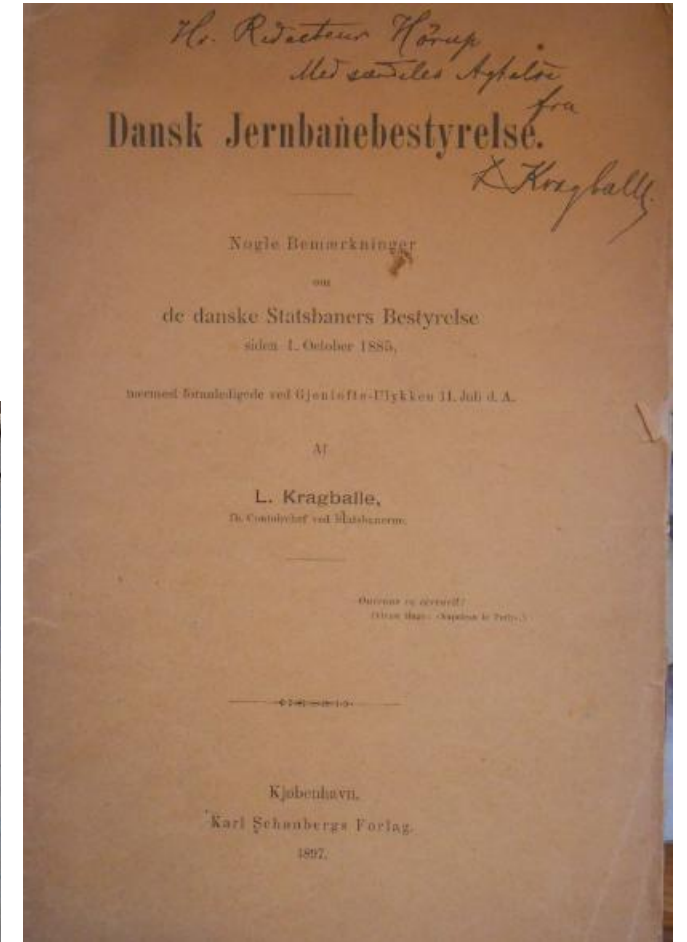 Hr. Redacteur Hörup
Med særdeles Agtelse
fra
Dansk Jernbanebestyrelse.
L Kragballe.
Nogle Bemærkninger
om
de danske Statsbaners Bestyrelse
siden 1. October 1885,
nærmest foranledigede ved Gjentofte-Ulykken 11. Juli d. A.
Af
L. Kragballe,
fh. Contorchef ved Statsbanerne.
Kjøbenhavn.
Karl Schønbergs Forlag.
1897.